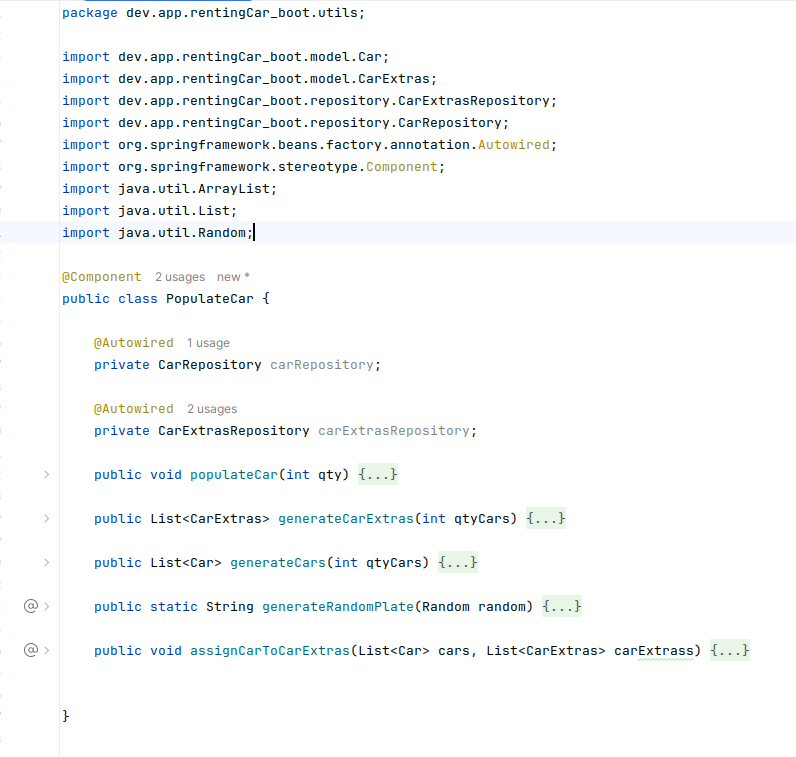 package dev.app.rentingCar_boot.utils;
import dev.app.rentingCar_boot.model.Car;
import dev.app.rentingCar_boot.model.CarExtras;
import dev.app.rentingCar_boot.repository.CarExtrasRepository;
import dev.app.rentingCar_boot.repository.CarRepository;
import org.springframework.beans.factory.annotation.Autowired;
import org.springframework.stereotype.Component;
import java.util.ArrayList;
import java.util.List;
import java.util.Random;
@Component 2 usages new *
public class PopulateCar {
@Autowired 1 usage
private CarRepository carRepository;
@Autowired 2 usages
private CarExtrasRepository carExtrasRepository;
public void populateCar(int qty) {...}
public List<CarExtras> generateCarExtras(int qtyCars) {...}
public List<Car> generateCars(int qtyCars) {...}
@ public static String generateRandomPlate(Random random) {...}
@ public void assignCarToCarExtras(List<Car> cars, List<CarExtras> carExtrass) {...}
}